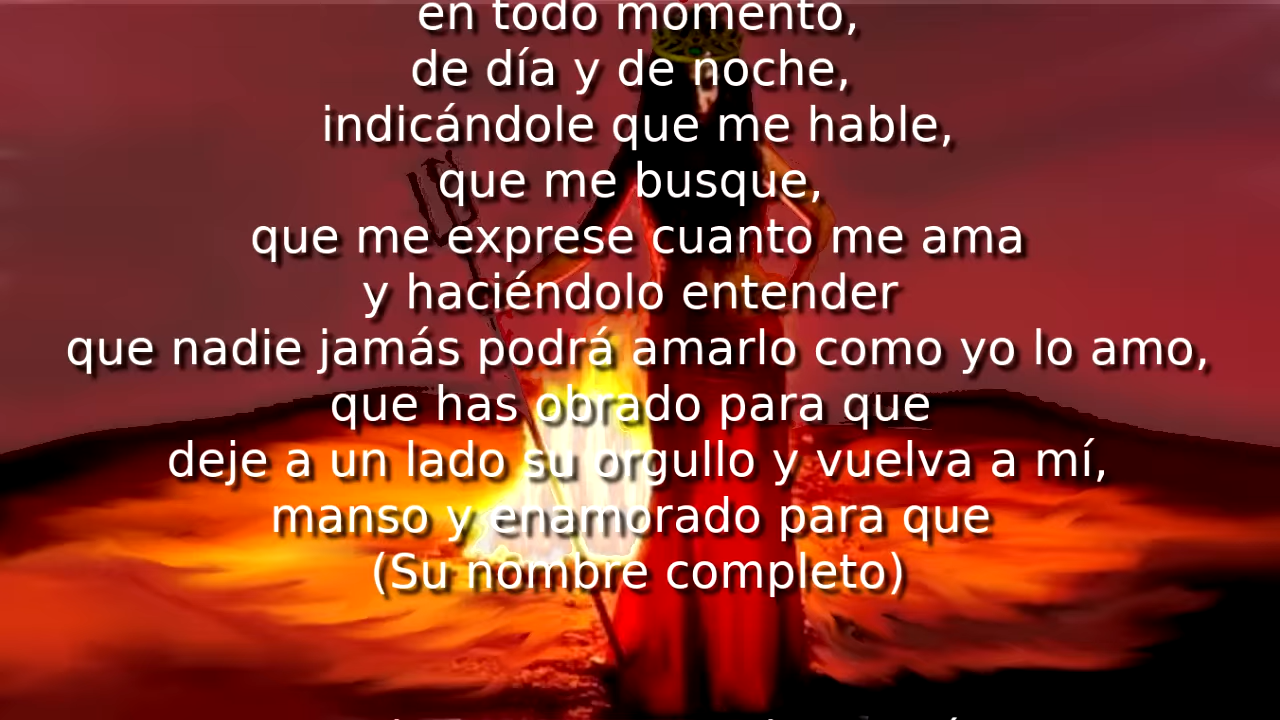 en todo momento,
de día y de noche,
indicándole que me hable,
que me busque,
que me exprese cuanto me ama
y haciéndolo entender
que nadie jamás podrá amarlo como yo lo amo,
que has obrado para que
deje a un lado su orgullo y vuelva a mí,
manso y enamorado para que
(Su nombre completo)